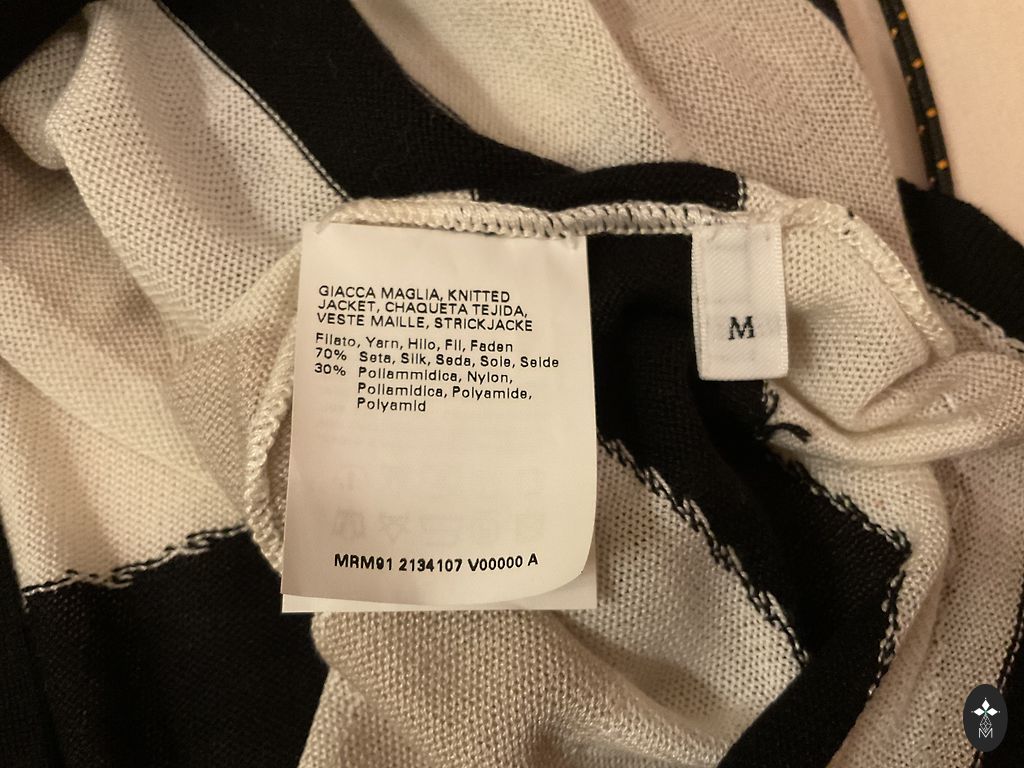 GIACCA MAGLIA, KNITTED
JACKET, CHAQUETA TEJIDA,
VESTE MAILLE, STRICKJACKE
Filato, Yarn, Hilo, Fil, Faden
70% Seta, Silk, Seda, Soie, Seide
30% Poliammidica, Nylon,
Poliamidica, Polyamide,
Polyamid
MRM91 2134107 V00000 A
M
M